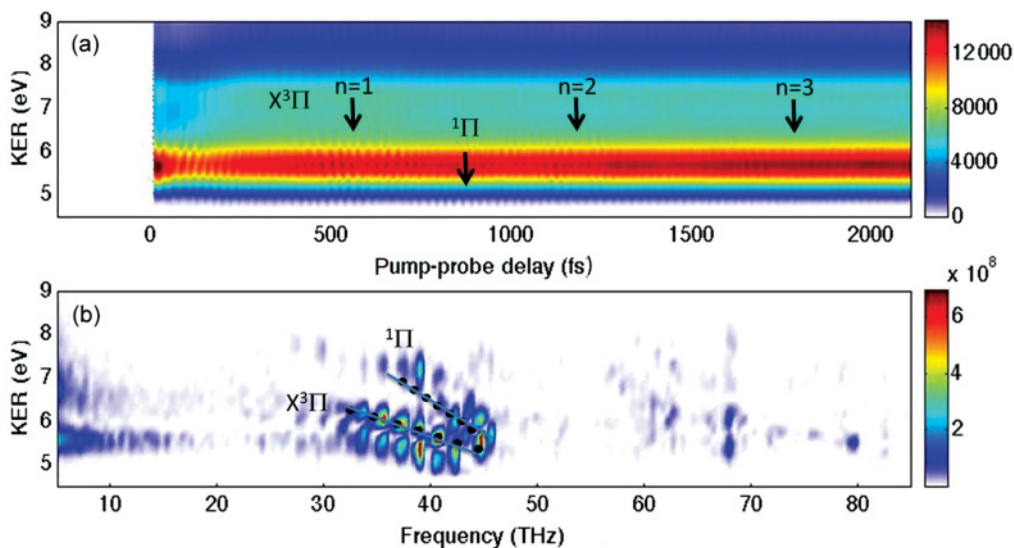 (a)
KER (eV)
9
8
7
6
5
X³Π
n=1
n=2
n=3
¹Π
0
500
1000
1500
2000
Pump-probe delay (fs)
12000
8000
4000
0
(b)
KER (eV)
9
8
7
6
5
¹Π
X³Π
10
20
30
40
50
60
70
80
Frequency (THz)
x 10⁸
6
4
2